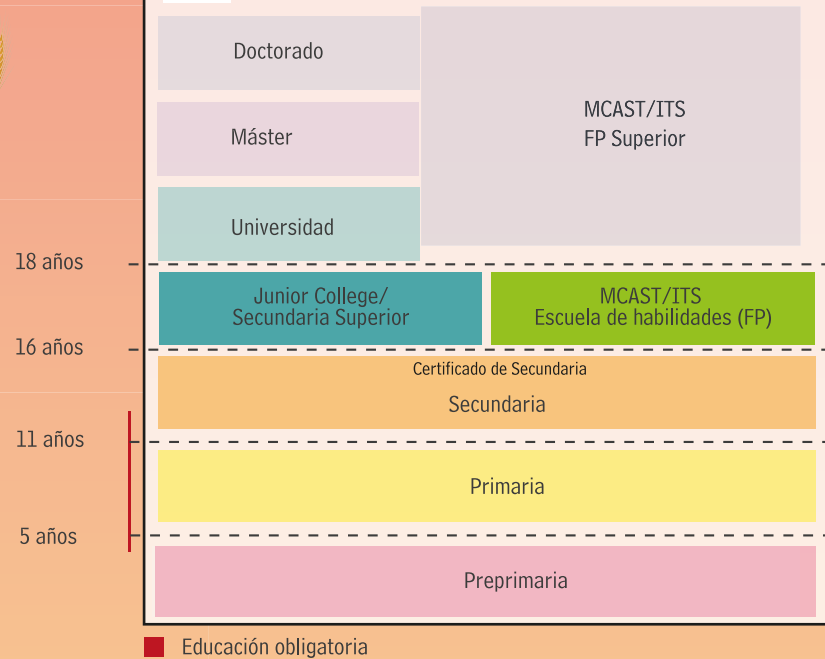 Doctorado
MCAST/ITS
FP Superior
Máster
Universidad
18 años
Junior College/
Secundaria Superior
MCAST/ITS
Escuela de habilidades (FP)
16 años
Certificado de Secundaria
Secundaria
11 años
Primaria
5 años
Preprimaria
Educación obligatoria